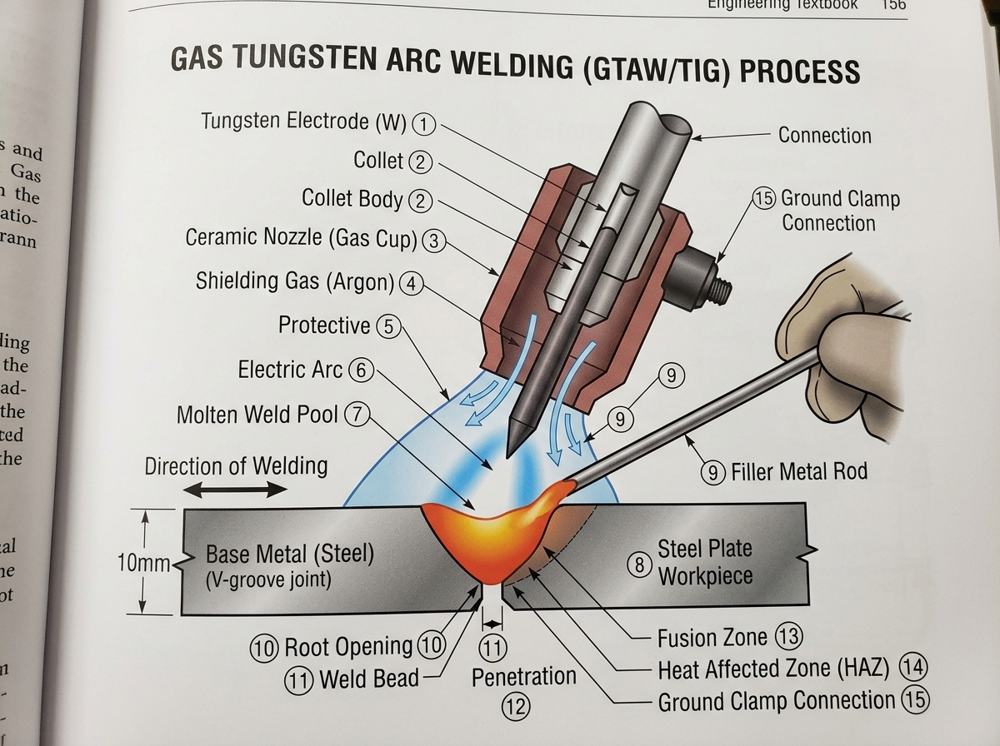 Engineering Textbook 156
GAS TUNGSTEN ARC WELDING (GTAW/TIG) PROCESS
Tungsten Electrode (W) 1
Collet 2
Collet Body 2
Ceramic Nozzle (Gas Cup) 3
Shielding Gas (Argon) 4
Protective 5
Electric Arc 6
Molten Weld Pool 7
Direction of Welding
Connection
15 Ground Clamp
Connection
9
9
9 Filler Metal Rod
10mm
Base Metal (Steel)
(V-groove joint)
8 Steel Plate
Workpiece
10 Root Opening 10
11 Weld Bead
11
Penetration
12
Fusion Zone 13
Heat Affected Zone (HAZ) 14
Ground Clamp Connection 15
s and
Gas
the
atio-
rann
ling
the
ad-
the
ted
the